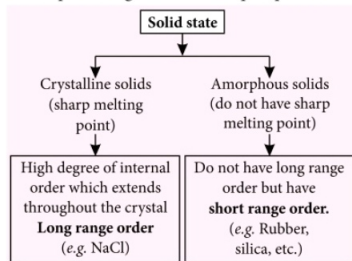 Solid state
Crystalline solids
(sharp melting
point)
Amorphous solids
(do not have sharp
melting point)
High degree of internal
order which extends
throughout the crystal
Long range order
(e.g. NaCl)
Do not have long range
order but have
short range order.
(e.g. Rubber,
silica, etc.)